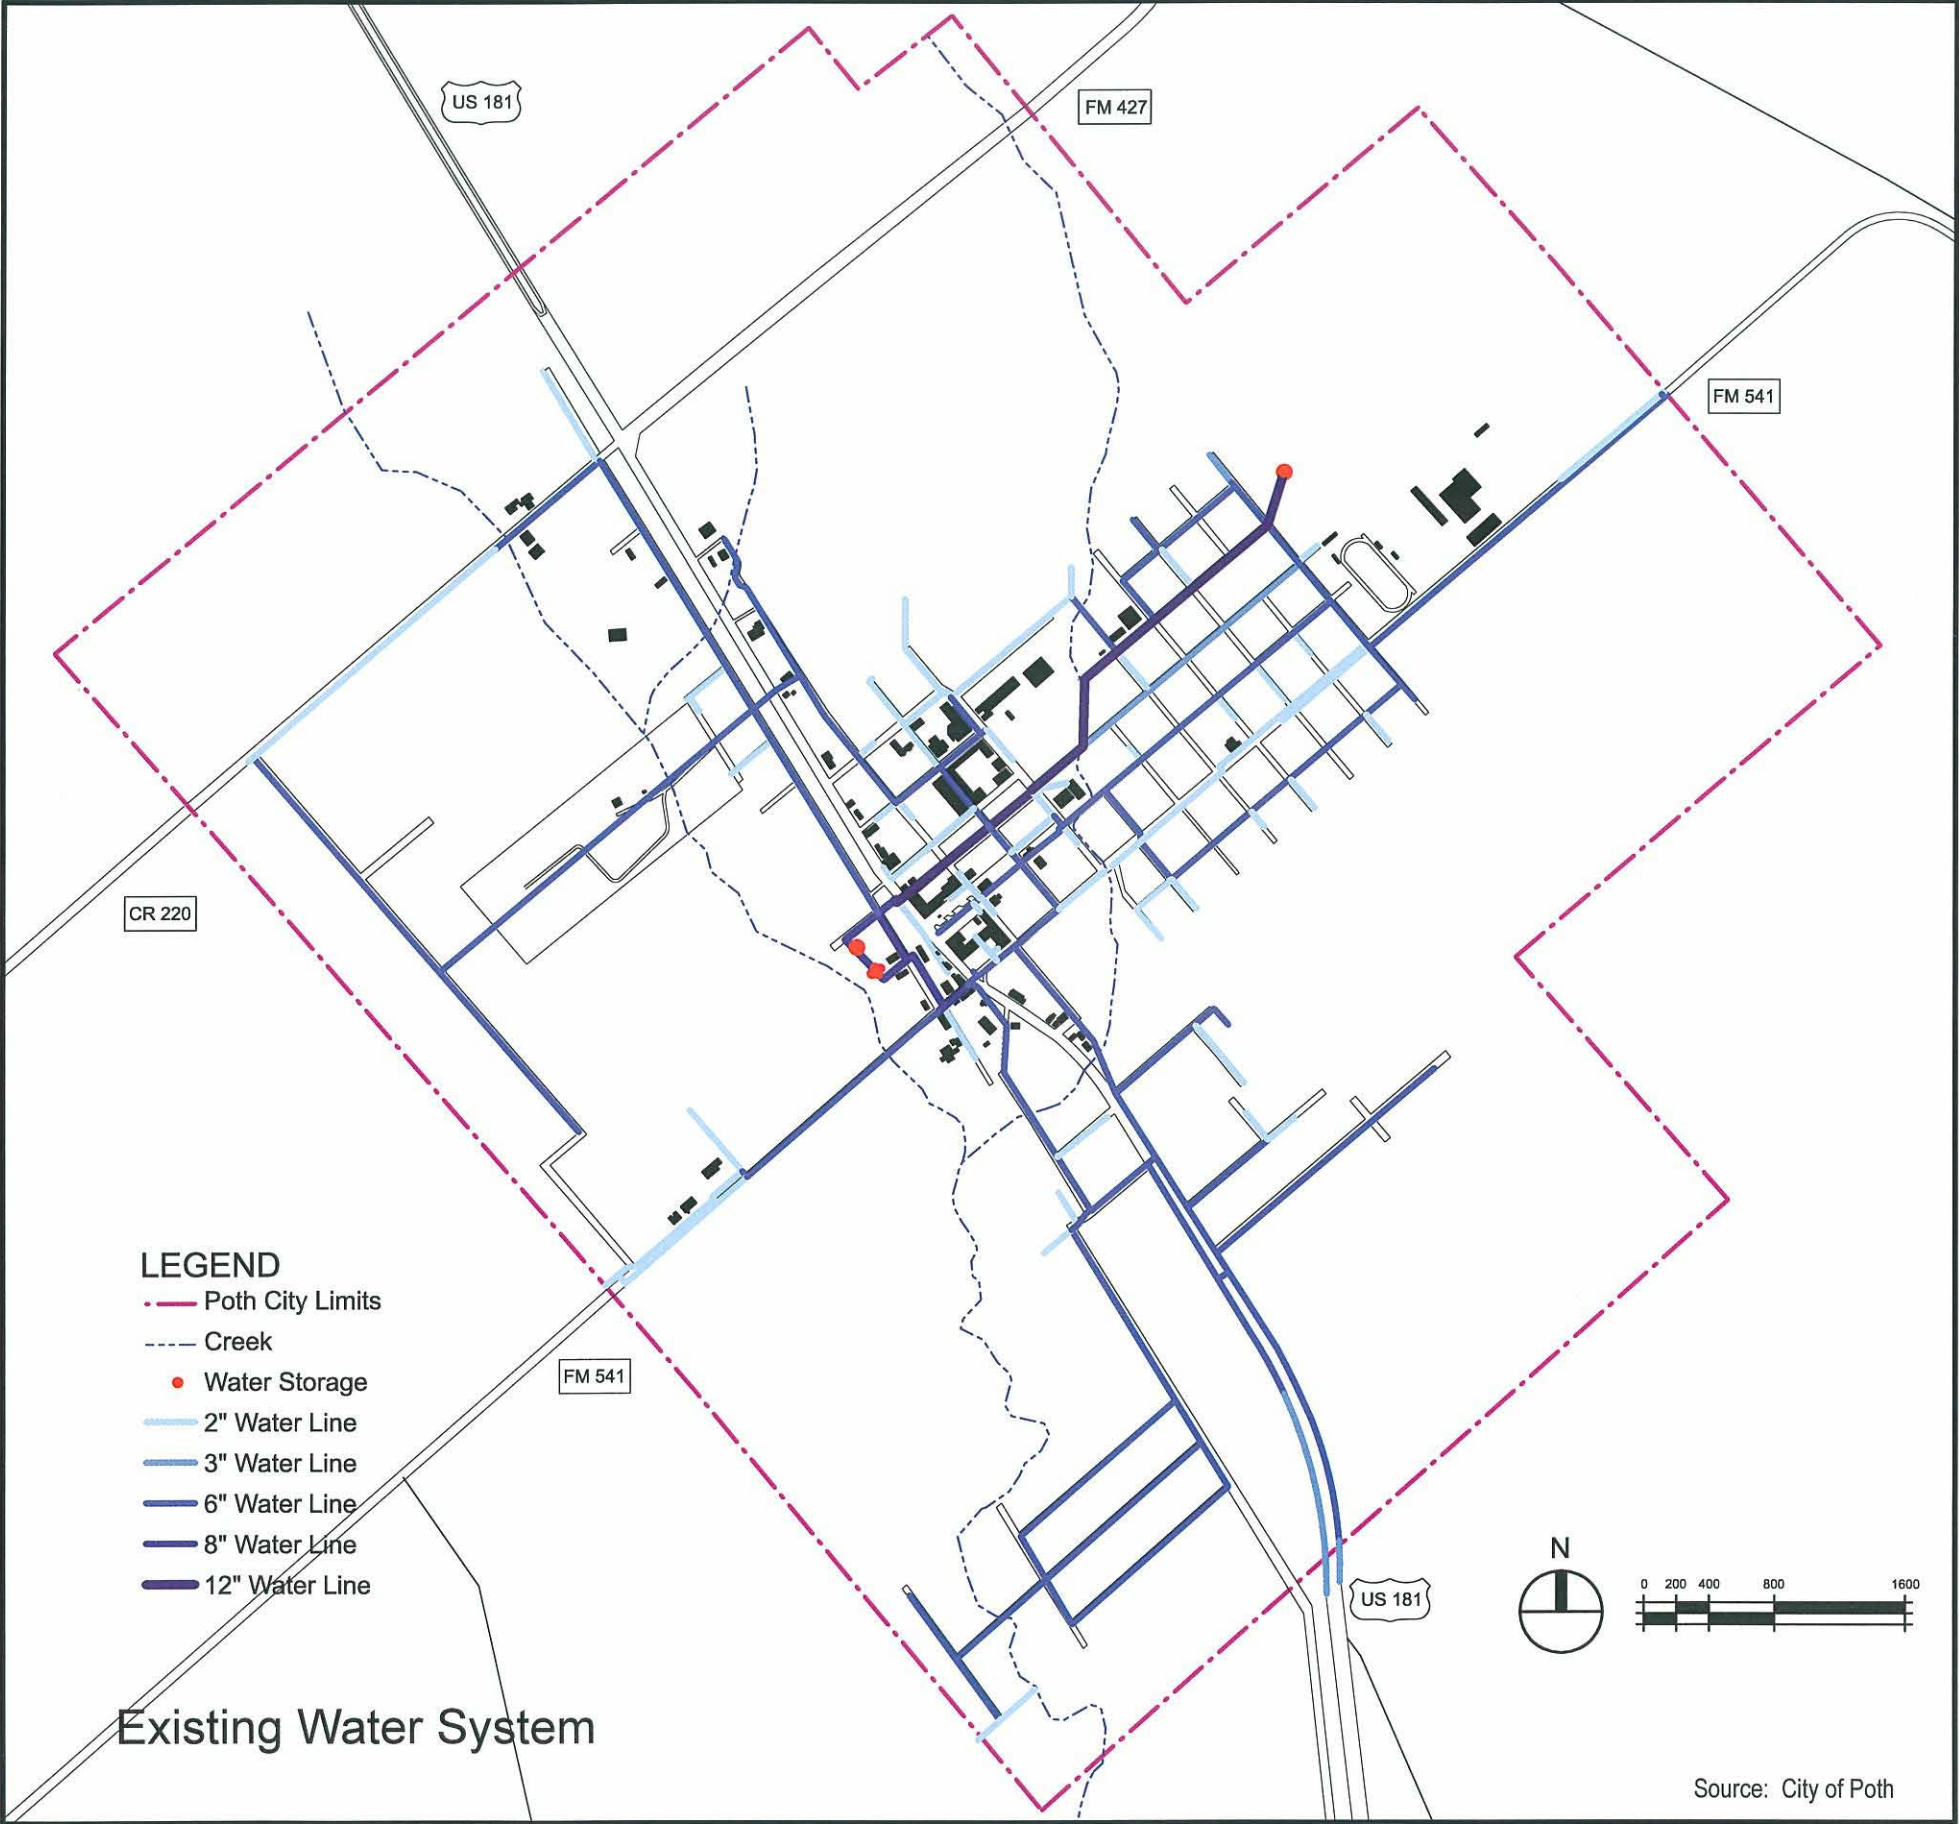 US 181
FM 427
FM 541
CR 220
LEGEND
Poth City Limits
Creek
Water Storage
2" Water Line
3" Water Line
6" Water Line
8" Water Line
12" Water Line
FM 541
N
0 200 400 800 1600
US 181
Existing Water System
Source: City of Poth